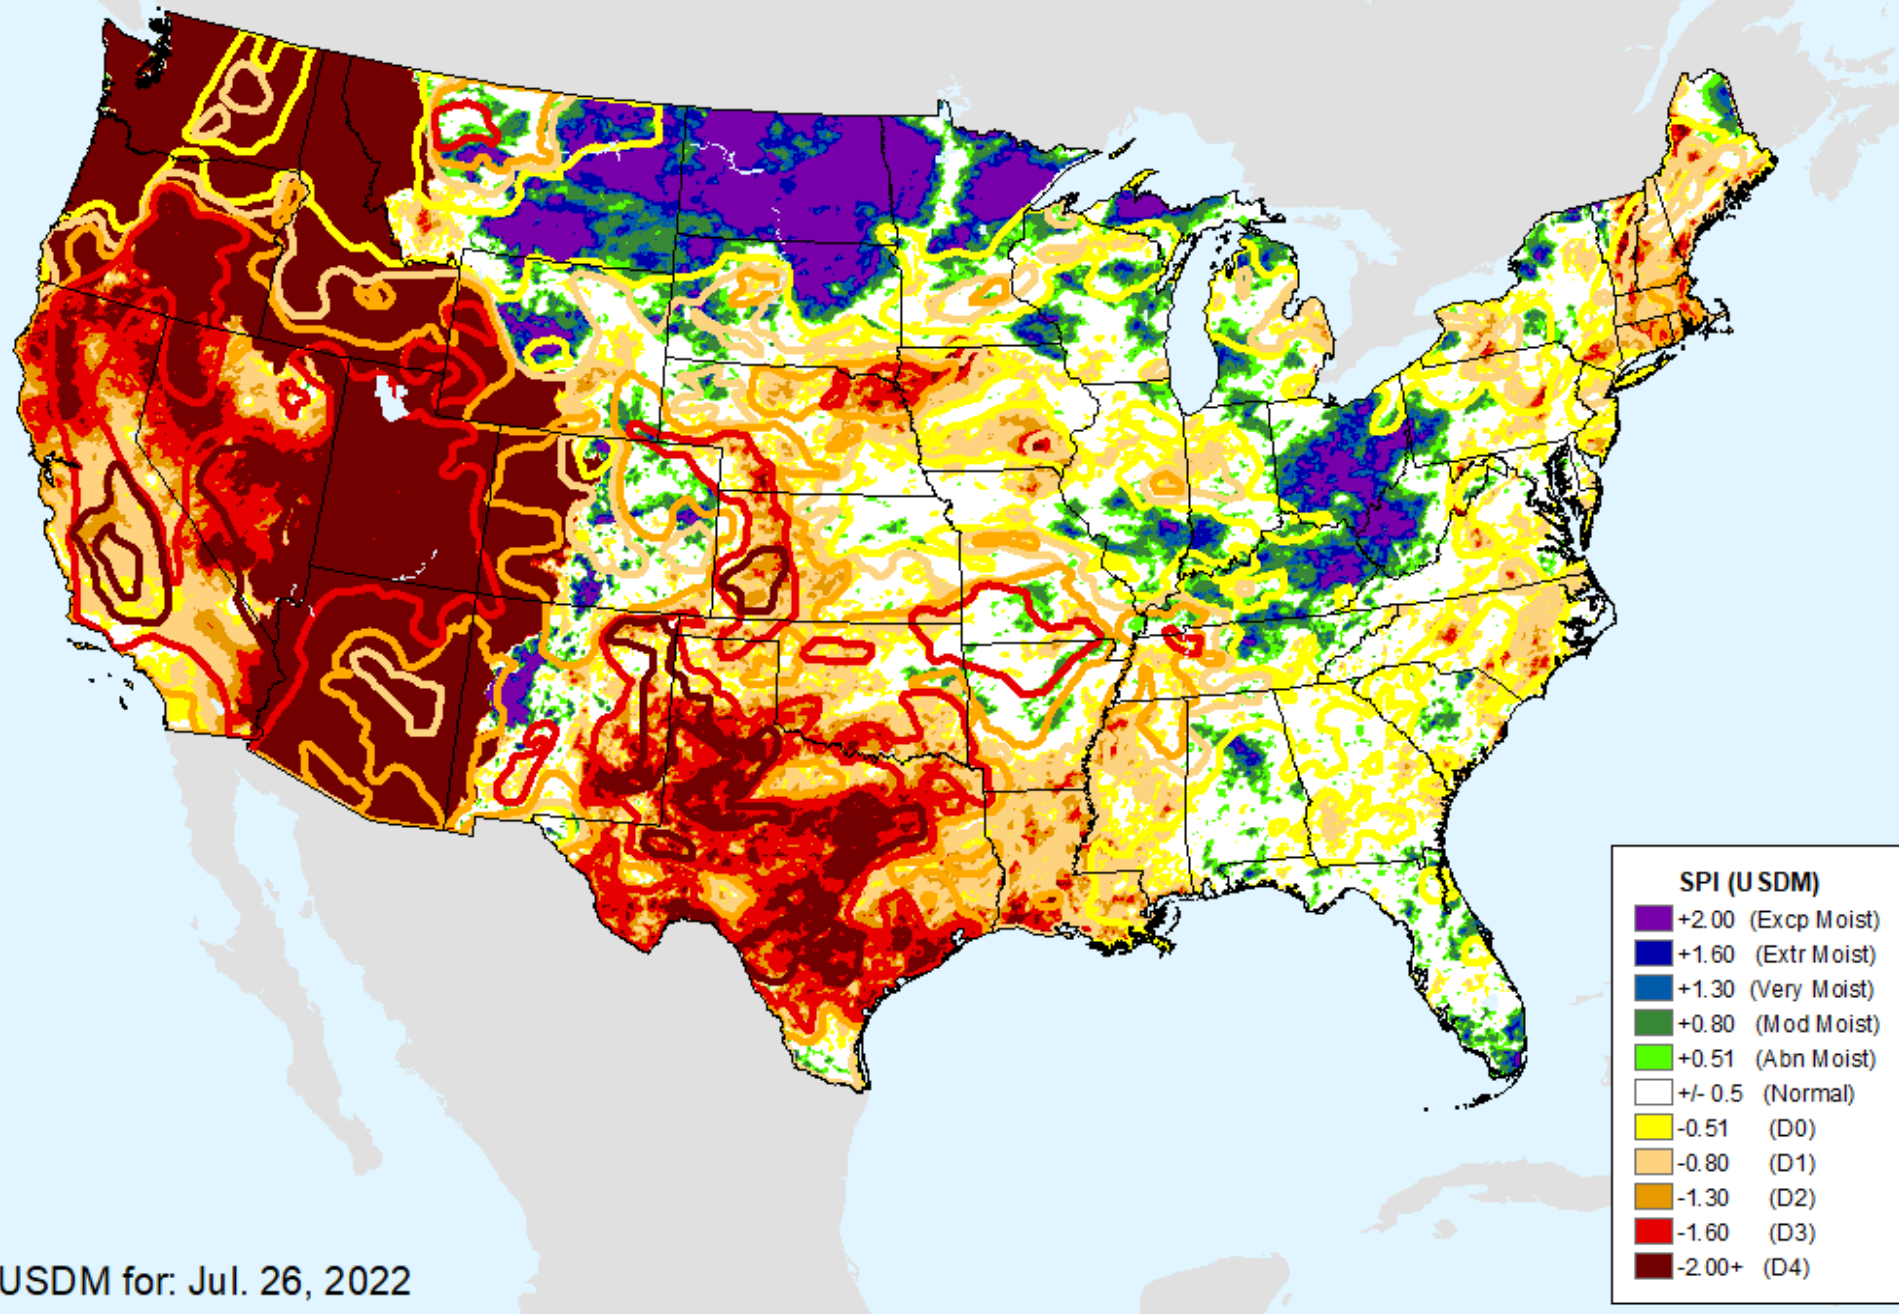 SPI (USDM)
+2.00 (Excp Moist)
+1.60 (Extr Moist)
+1.30 (Very Moist)
+0.80 (Mod Moist)
+0.51 (Abn Moist)
+/- 0.5 (Normal)
-0.51 (D0)
-0.80 (D1)
-1.30 (D2)
-1.60 (D3)
-2.00+ (D4)
USDM for: Jul. 26, 2022